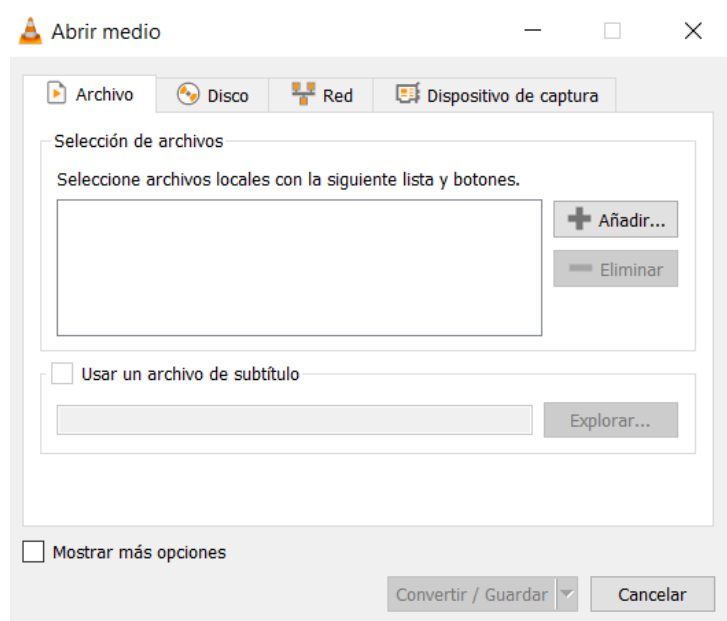 Abrir medio
Archivo
Disco
Red
Dispositivo de captura
Selección de archivos
Seleccione archivos locales con la siguiente lista y botones.
Añadir...
Eliminar
Usar un archivo de subtítulo
Explorar...
Mostrar más opciones
Convertir / Guardar
Cancelar